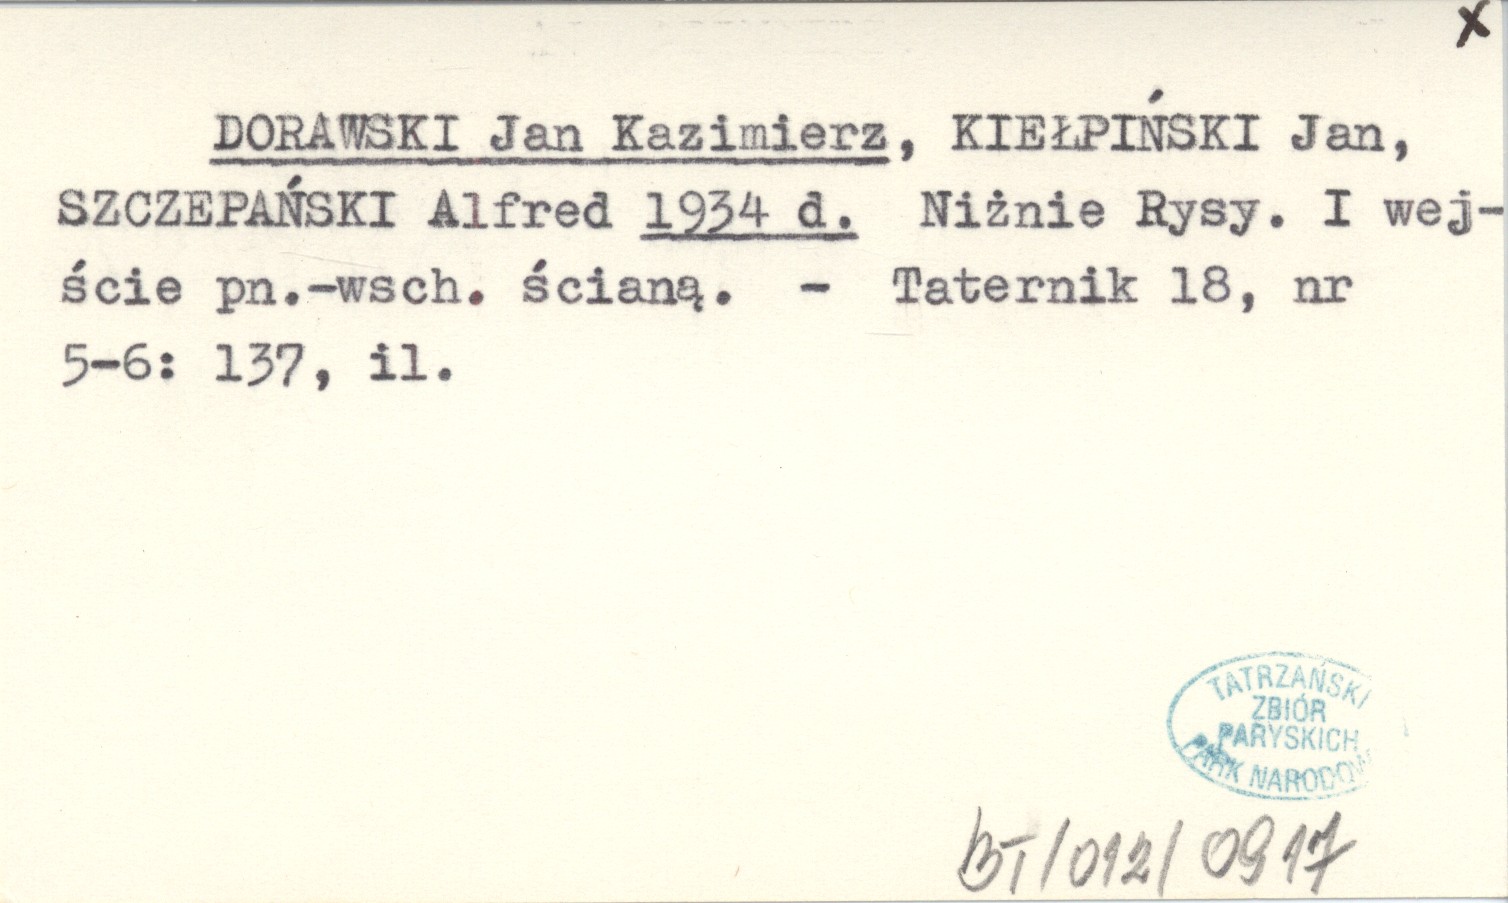 x
DORAWSKI Jan Kazimierz, KIEŁPIŃSKI Jan,
SZCZEPAŃSKI Alfred 1934 d. Niżnie Rysy. I wej-
ście pn.-wsch. ścianą. - Taternik 18, nr
5-6: 137, il.
TATRZAŃSKI
ZBIÓR
PARYSKICH
PARK NARODOW
BT/012/0917